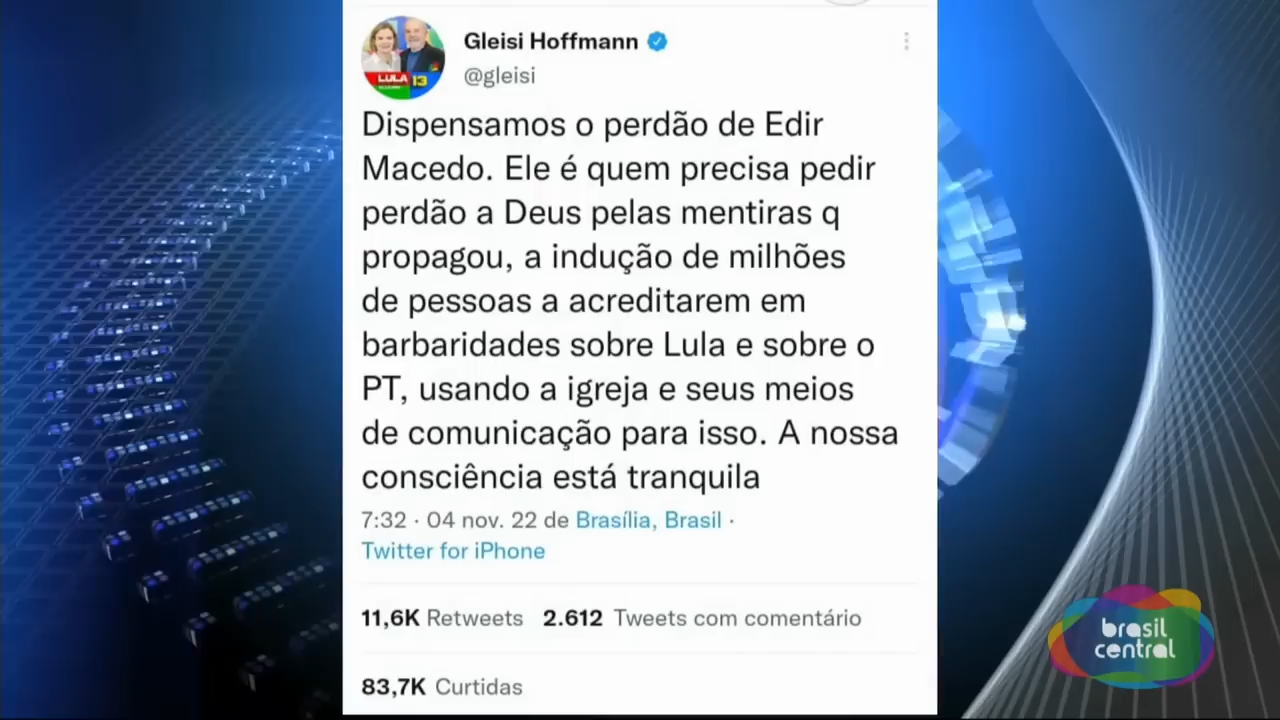 Gleisi Hoffmann
@gleisi
LULA 13
Dispensamos o perdão de Edir
Macedo. Ele é quem precisa pedir
perdão a Deus pelas mentiras q
propagou, a indução de milhões
de pessoas a acreditarem em
barbaridades sobre Lula e sobre o
PT, usando a igreja e seus meios
de comunicação para isso. A nossa
consciência está tranquila
7:32 · 04 nov. 22 de Brasília, Brasil ·
Twitter for iPhone
11,6K Retweets 2.612 Tweets com comentário
83,7K Curtidas
brasil
central